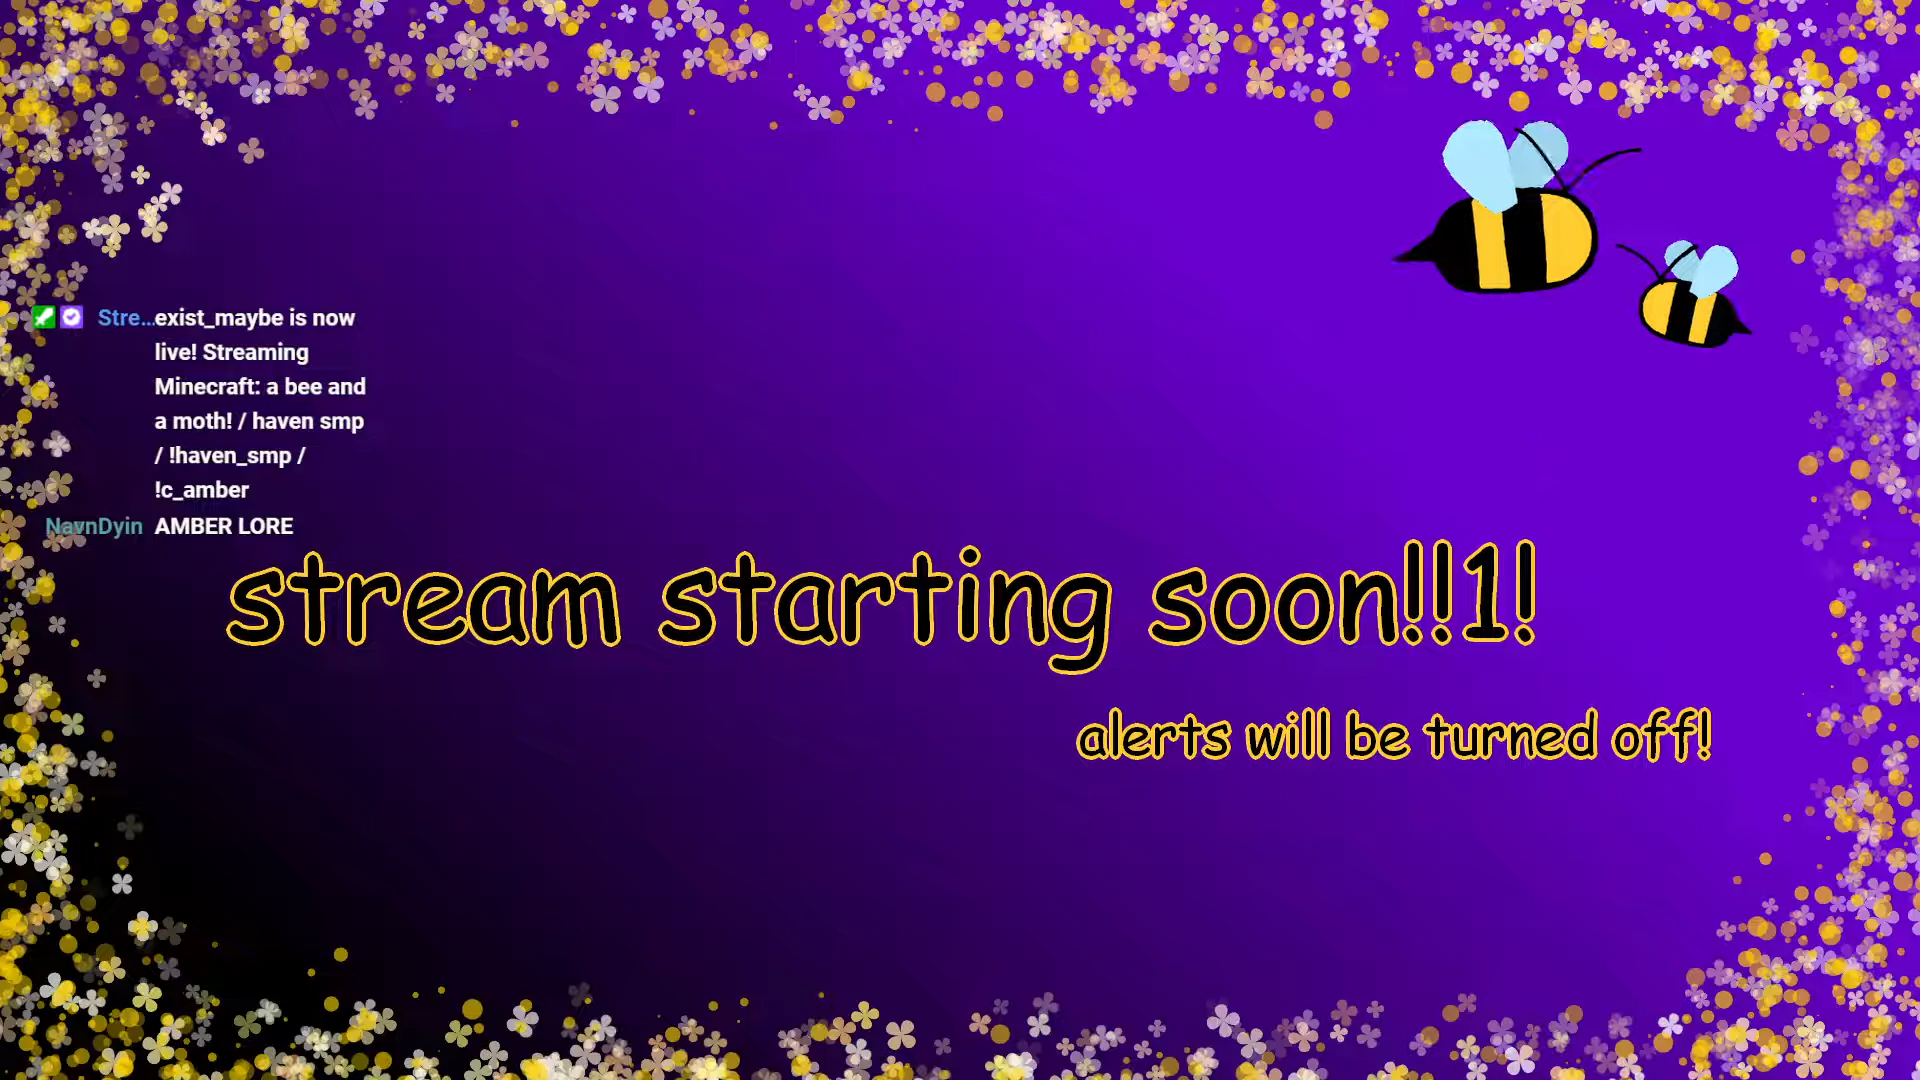 Stre... exist_maybe is now
live! Streaming
Minecraft: a bee and
a moth! / haven smp
/ !haven_smp /
!c_amber
NavnDyin AMBER LORE
stream starting soon!!1!
alerts will be turned off!